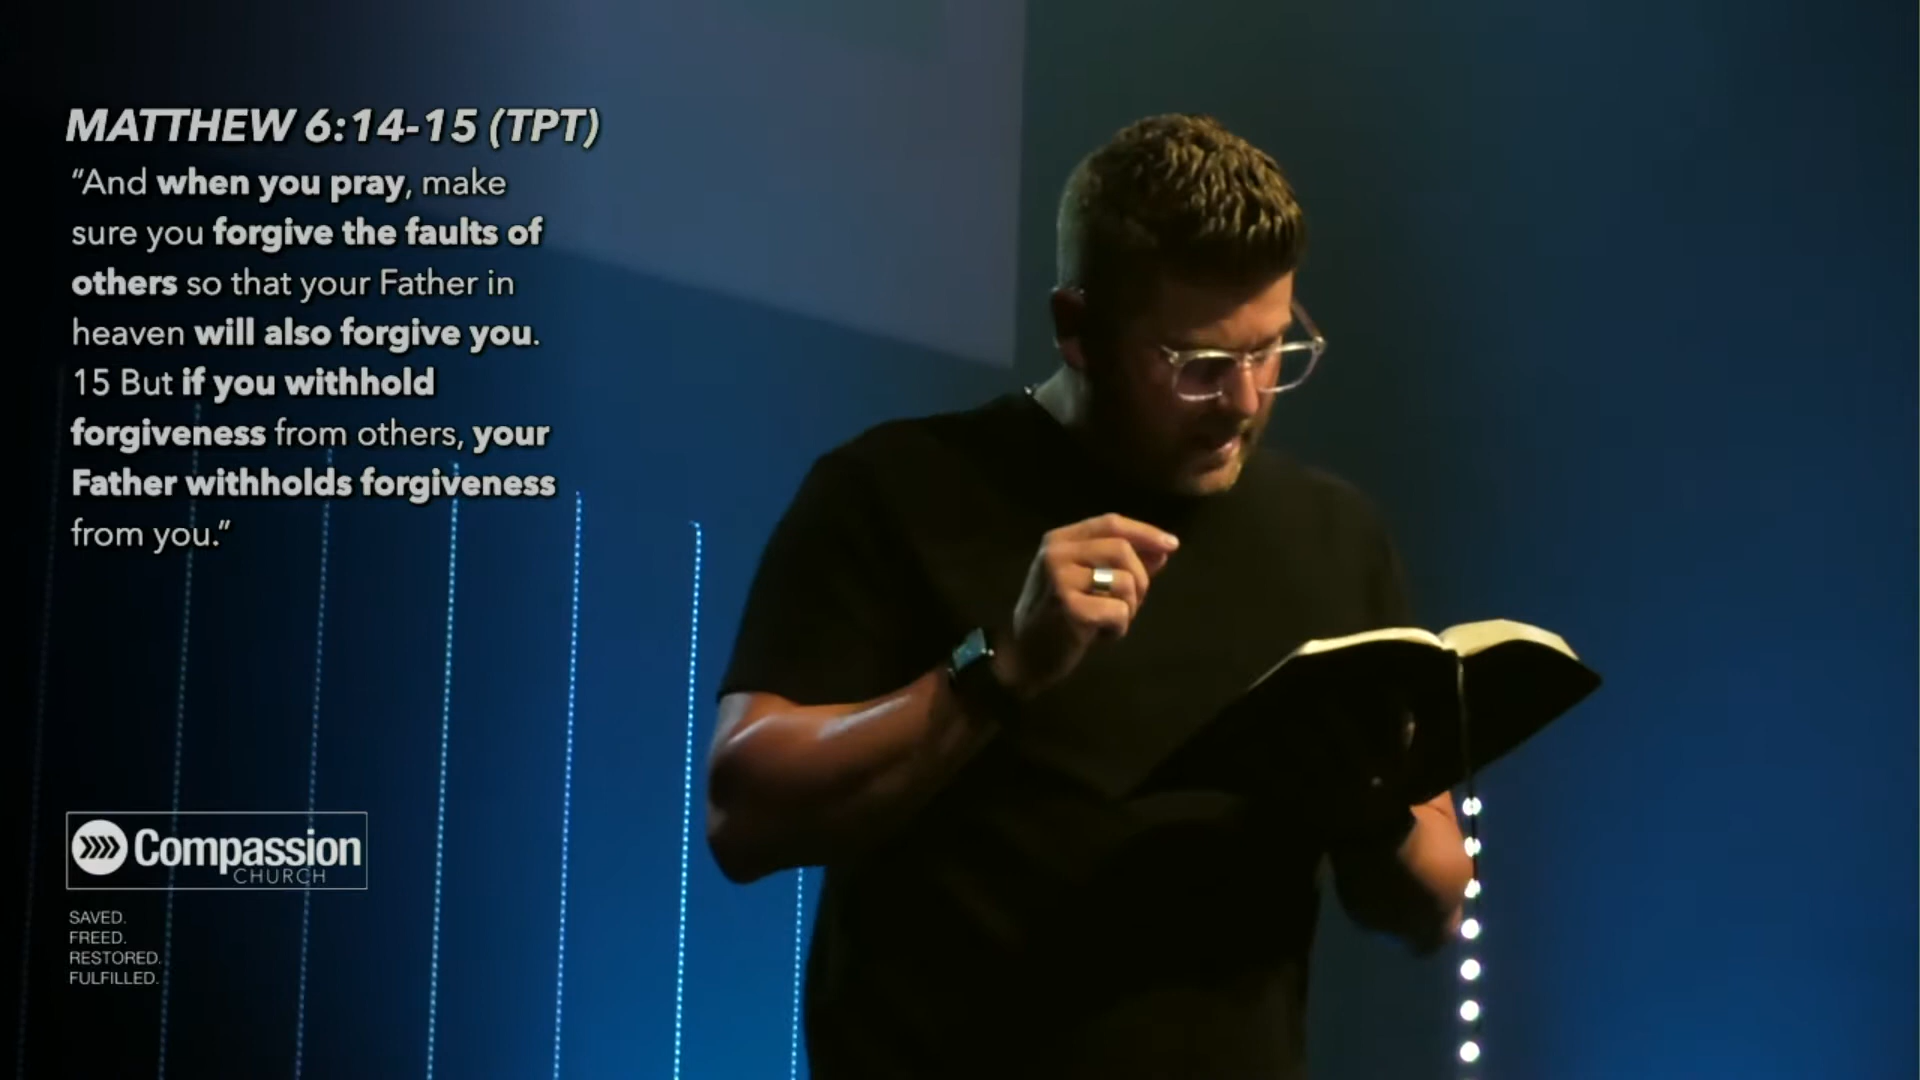 MATTHEW 6:14-15 (TPT)
“And when you pray, make
sure you forgive the faults of
others so that your Father in
heaven will also forgive you.
15 But if you withhold
forgiveness from others, your
Father withholds forgiveness
from you.”
Compassion
CHURCH
SAVED.
FREED.
RESTORED.
FULFILLED.